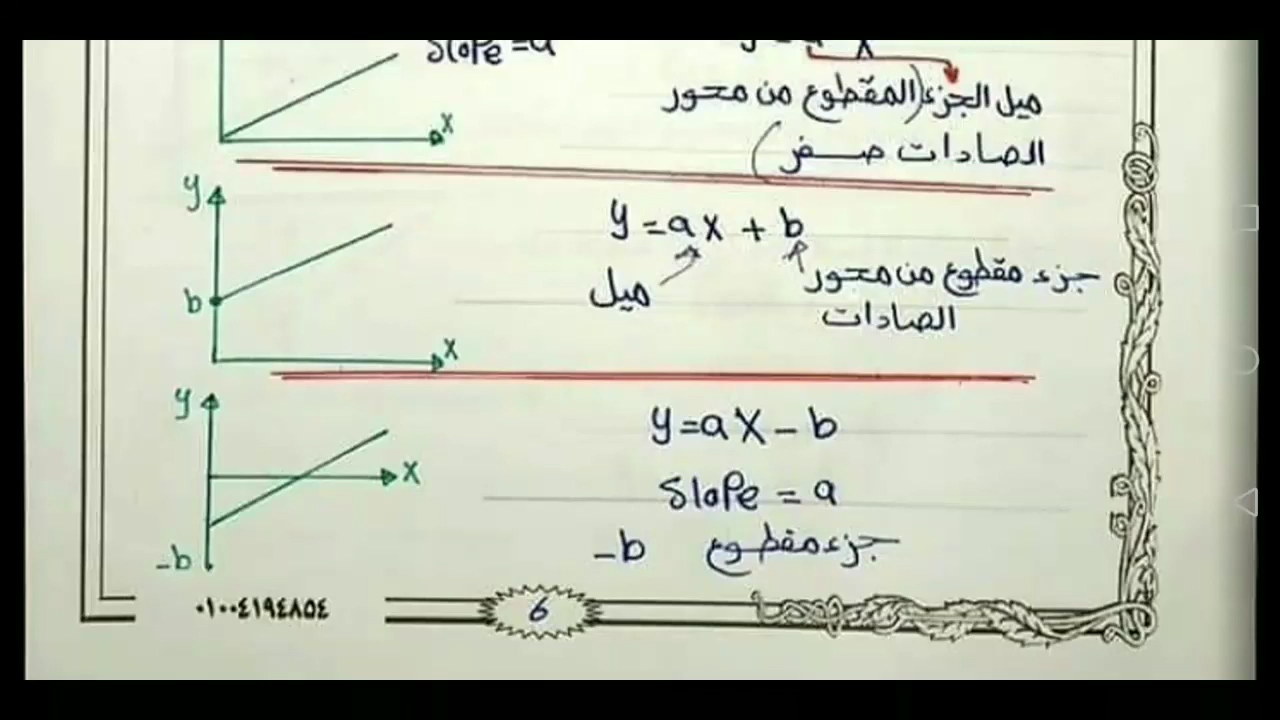 Slope = a
y = a x
ميل الجزء (المقطوع من محور
الصادات صفر)
x
y
y = ax + b
جزء مقطوع من محور
الصادات
ميل
b
x
y
y = ax - b
x
Slope = a
جزء مقطوع -b
-b
٠١٠٠٤١٩٤٨٥٤
6